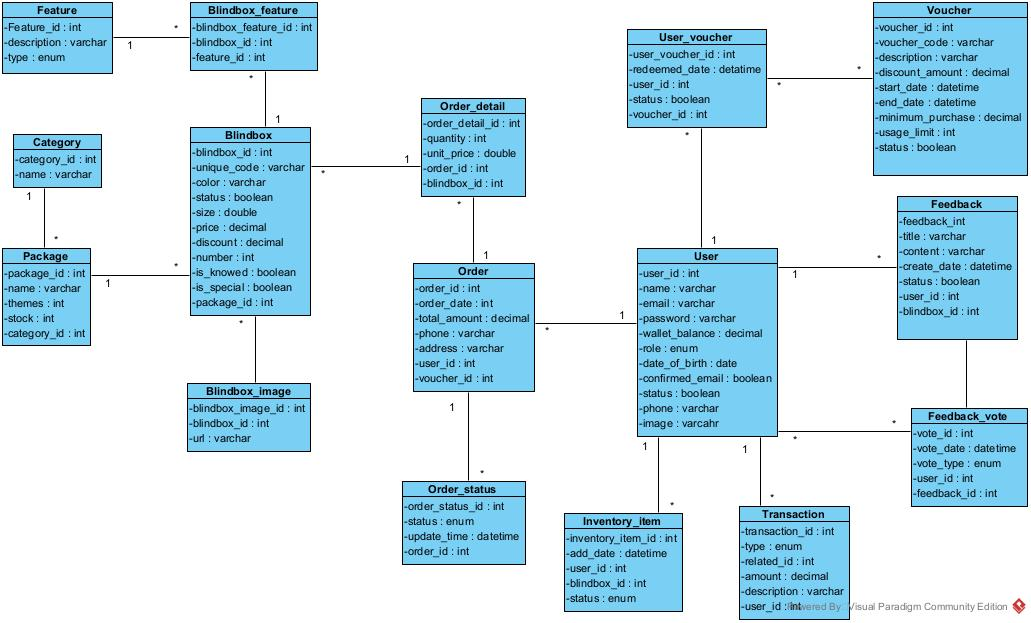 Feature
-Feature_id : int
-description : varchar
-type : enum
1
*
Blindbox_feature
-blindbox_feature_id : int
-blindbox_id : int
-feature_id : int
*
1
Category
-category_id : int
-name : varchar
1
*
Package
-package_id : int
-name : varchar
-themes : int
-stock : int
-category_id : int
1
*
Blindbox
-blindbox_id : int
-unique_code : varchar
-color : varchar
-status : boolean
-size : double
-price : decimal
-discount : decimal
-number : int
-is_knowed : boolean
-is_special : boolean
-package_id : int
*
Blindbox_image
-blindbox_image_id : int
-blindbox_id : int
-url : varchar
1
*
Order_detail
-order_detail_id : int
-quantity : int
-unit_price : double
-order_id : int
-blindbox_id : int
*
1
Order
-order_id : int
-order_date : int
-total_amount : decimal
-phone : varchar
-address : varchar
-user_id : int
-voucher_id : int
1
*
Order_status
-order_status_id : int
-status : enum
-update_time : datetime
-order_id : int
1
*
User_voucher
-user_voucher_id : int
-redeemed_date : detatime
-user_id : int
-status : boolean
-voucher_id : int
*
*
*
1
Voucher
-voucher_id : int
-voucher_code : varchar
-description : varchar
-discount_amount : decimal
-start_date : datetime
-end_date : datetime
-minimum_purchase : decimal
-usage_limit : int
-status : boolean
User
-user_id : int
-name : varchar
-email : varchar
-password : varchar
-wallet_balance : decimal
-role : enum
-date_of_birth : date
-confirmed_email : boolean
-status : boolean
-phone : varchar
-image : varcahr
1
*
Feedback
-feedback_int
-title : varchar
-content : varchar
-create_date : datetime
-status : boolean
-user_id : int
-blindbox_id : int
*
*
Feedback_vote
-vote_id : int
-vote_date : datetime
-vote_type : enum
-user_id : int
-feedback_id : int
1
*
Inventory_item
-inventory_item_id : int
-add_date : datetime
-user_id : int
-blindbox_id : int
-status : enum
1
*
Transaction
-transaction_id : int
-type : enum
-related_id : int
-amount : decimal
-description : varchar
-user_id : int
Powered By: Visual Paradigm Community Edition